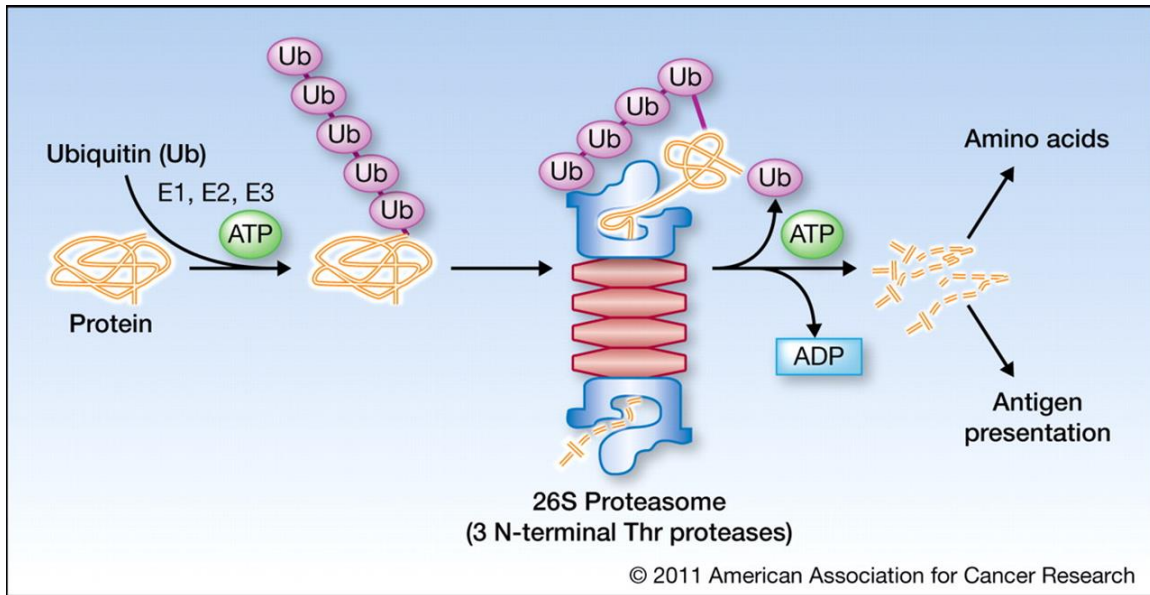 Ub
Ub
Ub
Ub
Ub
Ubiquitin (Ub)
E1, E2, E3
ATP
Protein
Ub
Ub
Ub
Ub
Ub
ATP
ADP
26S Proteasome
(3 N-terminal Thr proteases)
Amino acids
Antigen
presentation
© 2011 American Association for Cancer Research